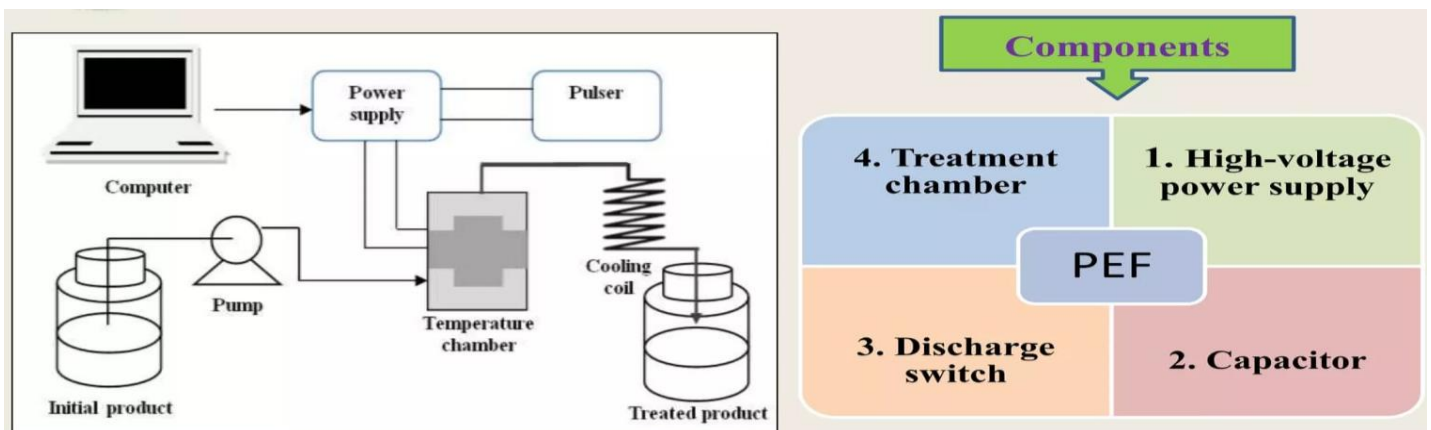 Power
supply
Pulser
Computer
Pump
Cooling
coil
Temperature
chamber
Initial product
Treated product
Components
4. Treatment
chamber
1. High-voltage
power supply
PEF
3. Discharge
switch
2. Capacitor